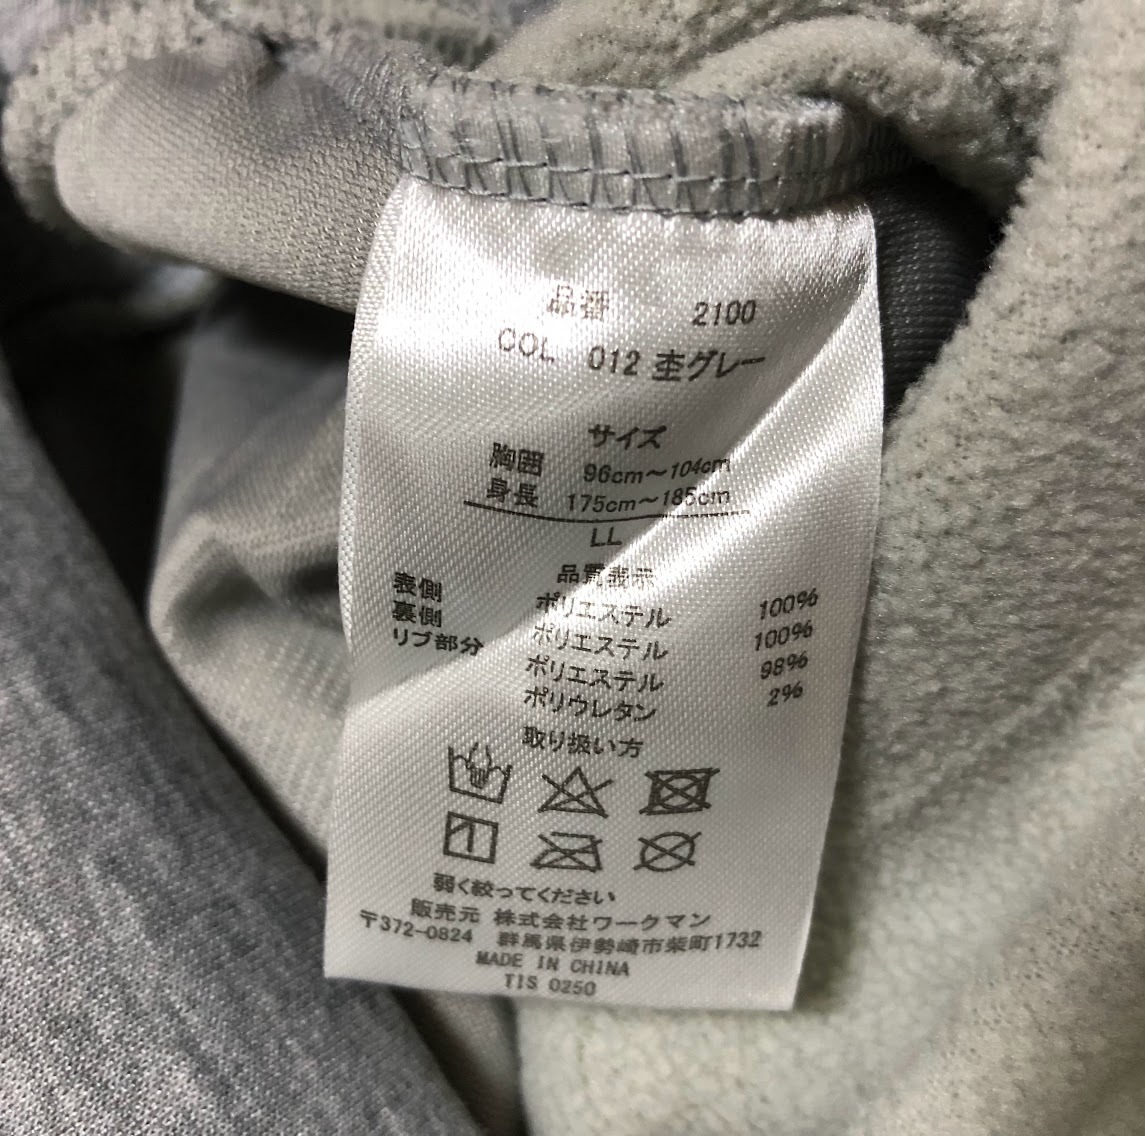 品番 2100
COL 012 杢グレー
サイズ
胸囲 96cm～104cm
身長 175cm～185cm
LL
品質表示
表側 ポリエステル 100%
裏側 ポリエステル 100%
リブ部分 ポリエステル 98%
ポリウレタン 2%
取り扱い方
弱く絞ってください
販売元 株式会社ワークマン
〒372-0824 群馬県伊勢崎市柴町1732
MADE IN CHINA
TIS 0250